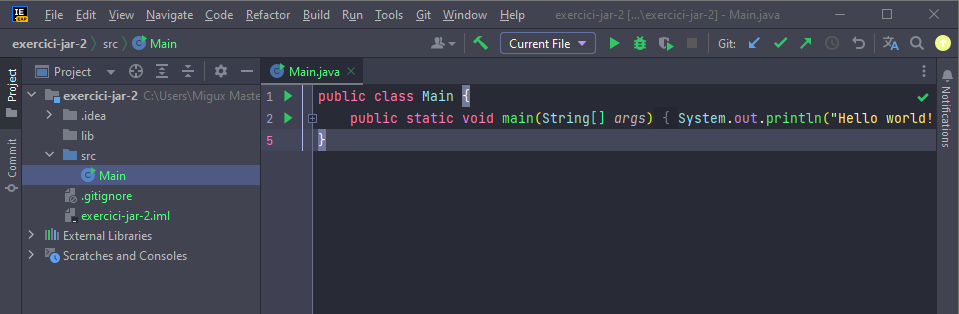 IE
EAP
File Edit View Navigate Code Refactor Build Run Tools Git Window Help exercici-jar-2 [...\exercici-jar-2] - Main.java
exercici-jar-2 src Main Current File Git:
Project Main.java
exercici-jar-2 C:\Users\Migux Maste
.idea
lib
src
Main
.gitignore
exercici-jar-2.iml
External Libraries
Scratches and Consoles
1 public class Main {
2 public static void main(String[] args) { System.out.println("Hello world!
5 }
Project
Commit
Notifications